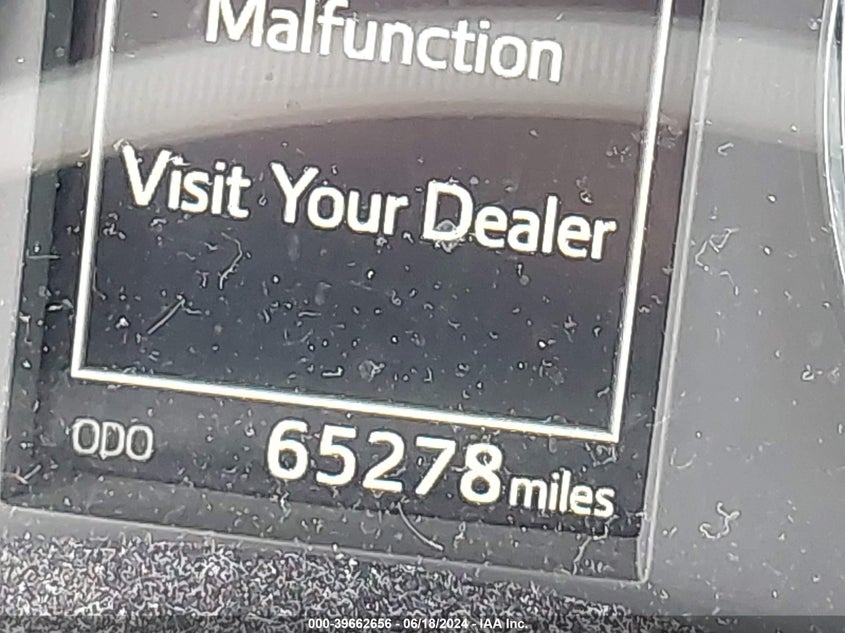 Malfunction
Visit Your Dealer
ODO 65278 miles
000-39662656 - 06/18/2024 - IAA Inc.